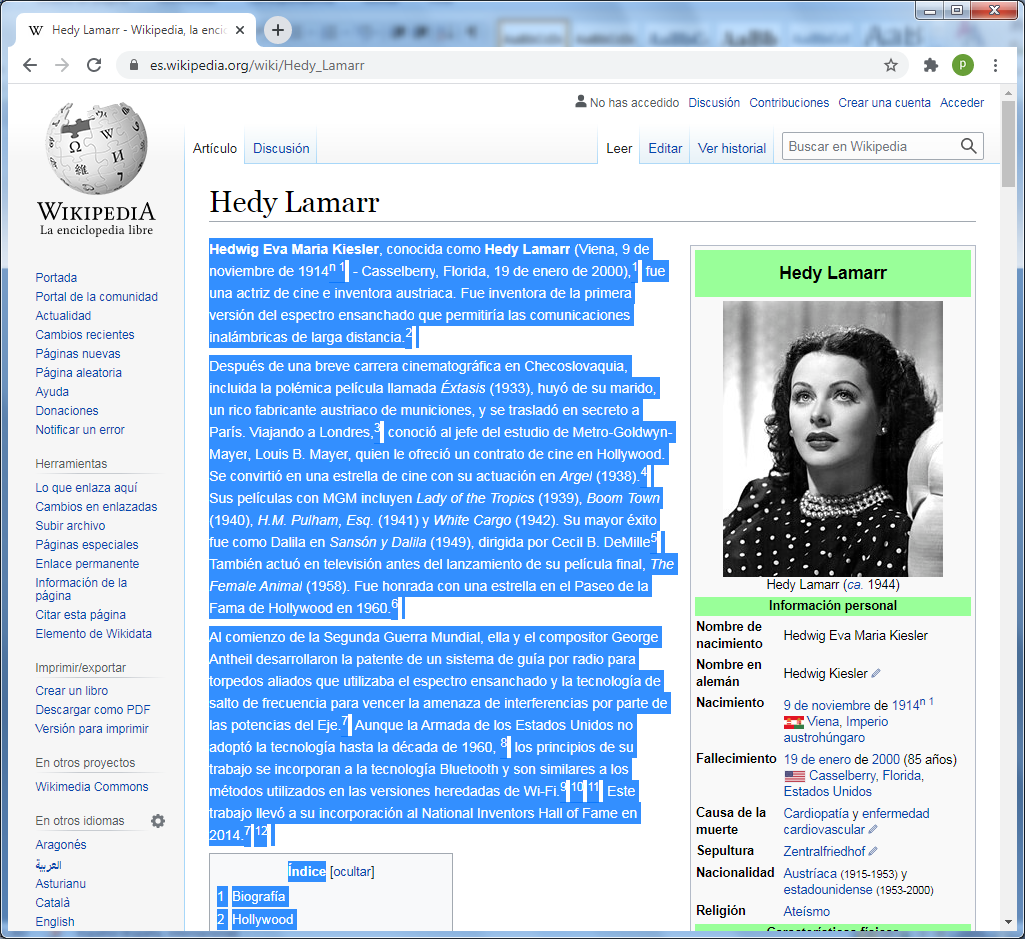 Hedy Lamarr - Wikipedia, la enci
es.wikipedia.org/wiki/Hedy_Lamarr
P
No has accedido Discusión Contribuciones Crear una cuenta Acceder
Artículo Discusión Leer Editar Ver historial Buscar en Wikipedia
WIKIPEDIA
La enciclopedia libre
Portada
Portal de la comunidad
Actualidad
Cambios recientes
Páginas nuevas
Página aleatoria
Ayuda
Donaciones
Notificar un error
Herramientas
Lo que enlaza aquí
Cambios en enlazadas
Subir archivo
Páginas especiales
Enlace permanente
Información de la
página
Citar esta página
Elemento de Wikidata
Imprimir/exportar
Crear un libro
Descargar como PDF
Versión para imprimir
En otros proyectos
Wikimedia Commons
En otros idiomas
Aragonés
العربية
Asturianu
Català
English
Hedy Lamarr
Hedwig Eva Maria Kiesler, conocida como Hedy Lamarr (Viena, 9 de
noviembre de 1914n 1 - Casselberry, Florida, 19 de enero de 2000),1 fue
una actriz de cine e inventora austriaca. Fue inventora de la primera
versión del espectro ensanchado que permitiría las comunicaciones
inalámbricas de larga distancia.2
Después de una breve carrera cinematográfica en Checoslovaquia,
incluida la polémica película llamada Éxtasis (1933), huyó de su marido,
un rico fabricante austriaco de municiones, y se trasladó en secreto a
París. Viajando a Londres,3 conoció al jefe del estudio de Metro-Goldwyn-
Mayer, Louis B. Mayer, quien le ofreció un contrato de cine en Hollywood.
Se convirtió en una estrella de cine con su actuación en Argel (1938).4
Sus películas con MGM incluyen Lady of the Tropics (1939), Boom Town
(1940), H.M. Pulham, Esq. (1941) y White Cargo (1942). Su mayor éxito
fue como Dalila en Sansón y Dalila (1949), dirigida por Cecil B. DeMille5
También actuó en televisión antes del lanzamiento de su película final, The
Female Animal (1958). Fue honrada con una estrella en el Paseo de la
Fama de Hollywood en 1960.6
Al comienzo de la Segunda Guerra Mundial, ella y el compositor George
Antheil desarrollaron la patente de un sistema de guía por radio para
torpedos aliados que utilizaba el espectro ensanchado y la tecnología de
salto de frecuencia para vencer la amenaza de interferencias por parte de
las potencias del Eje.7 Aunque la Armada de los Estados Unidos no
adoptó la tecnología hasta la década de 1960, 8 los principios de su
trabajo se incorporan a la tecnología Bluetooth y son similares a los
métodos utilizados en las versiones heredadas de Wi-Fi.9 10 11 Este
trabajo llevó a su incorporación al National Inventors Hall of Fame en
2014.7 12
Índice [ocultar]
1 Biografía
2 Hollywood
Hedy Lamarr
Hedy Lamarr (ca. 1944)
Información personal
Nombre de
nacimiento Hedwig Eva Maria Kiesler
Nombre en
alemán Hedwig Kiesler
Nacimiento 9 de noviembre de 1914n 1
Viena, Imperio
austrohúngaro
Fallecimiento 19 de enero de 2000 (85 años)
Casselberry, Florida,
Estados Unidos
Causa de la
muerte Cardiopatía y enfermedad
cardiovascular
Sepultura Zentralfriedhof
Nacionalidad Austríaca (1915-1953) y
estadounidense (1953-2000)
Religión Ateísmo
Características físicas